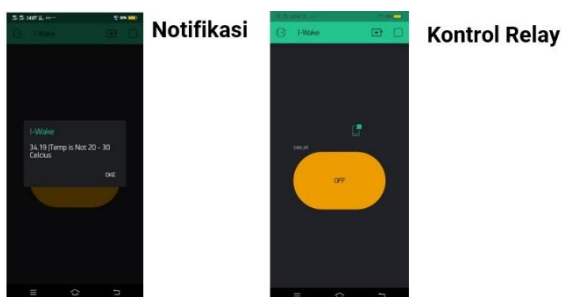 Notifikasi
I-Wake
I-Wake
34.19 |Temp is Not 20 - 30
Celcius
OKE
Kontrol Relay
I-Wake
OFF